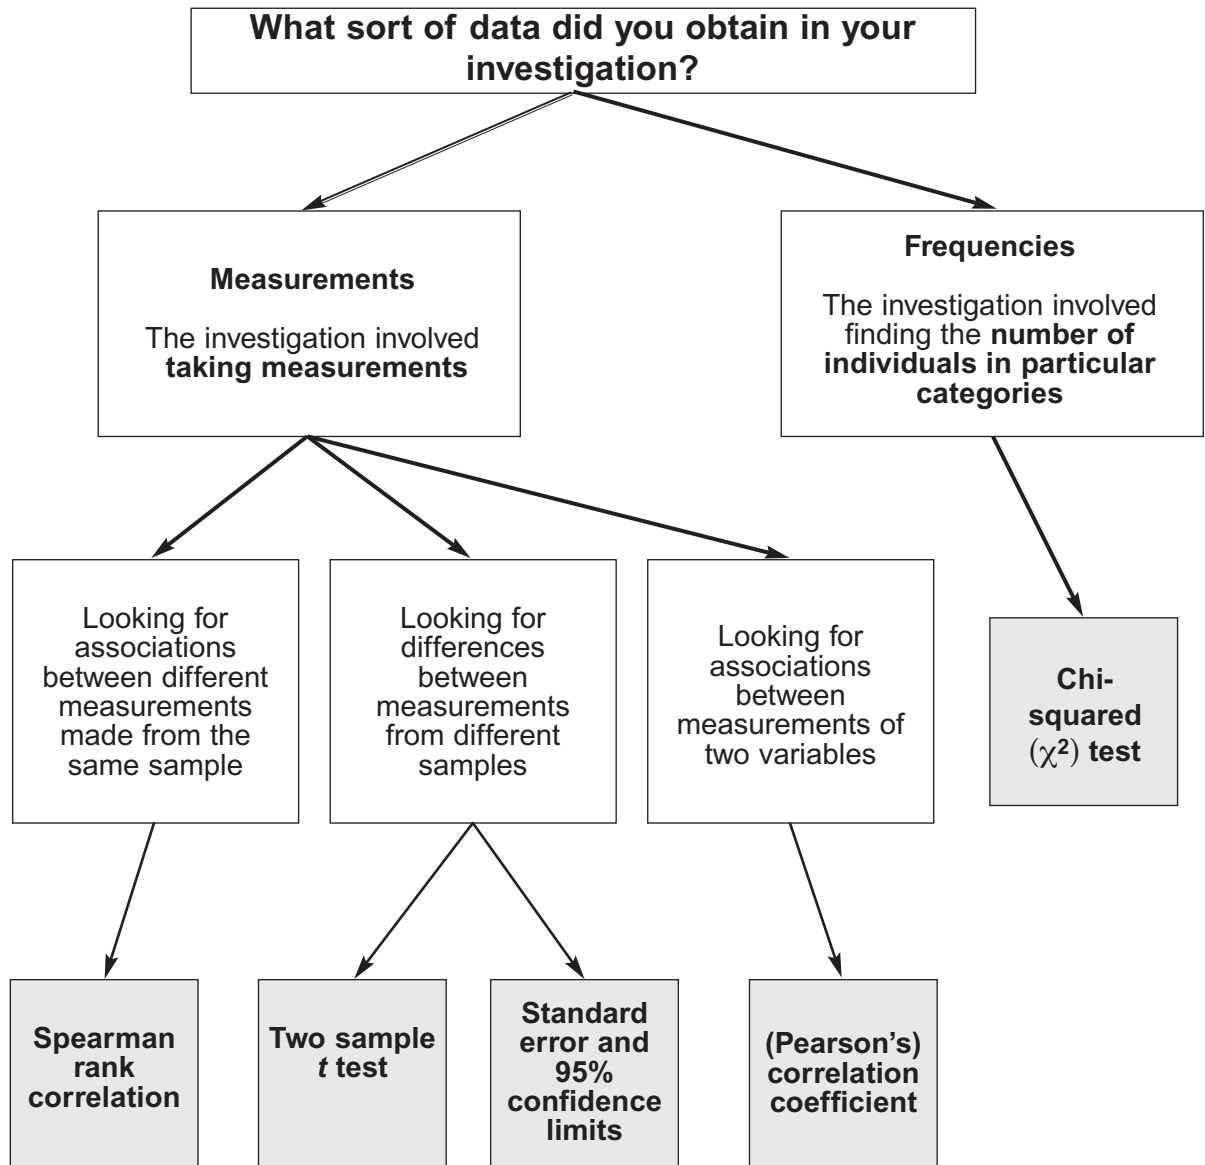 What sort of data did you obtain in your
investigation?
Measurements
The investigation involved
taking measurements
Frequencies
The investigation involved
finding the number of
individuals in particular
categories
Looking for
associations
between different
measurements
made from the
same sample
Looking for
differences
between
measurements
from different
samples
Looking for
associations
between
measurements of
two variables
Chi-
squared
(χ²) test
Spearman
rank
correlation
Two sample
t test
Standard
error and
95%
confidence
limits
(Pearson's)
correlation
coefficient